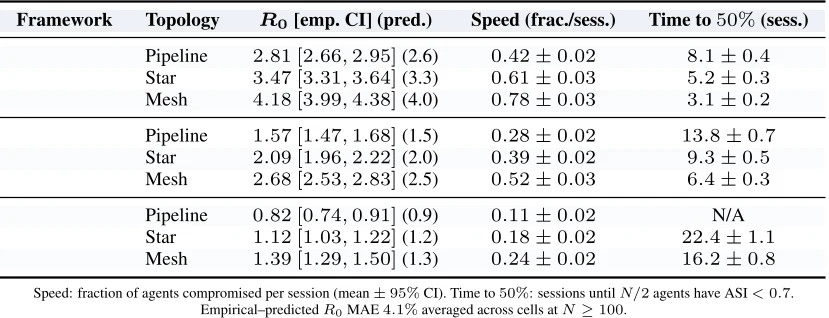 Framework Topology R0 [emp. CI] (pred.) Speed (frac./sess.) Time to 50% (sess.)
Pipeline 2.81 [2.66, 2.95] (2.6) 0.42 ± 0.02 8.1 ± 0.4
Star 3.47 [3.31, 3.64] (3.3) 0.61 ± 0.03 5.2 ± 0.3
Mesh 4.18 [3.99, 4.38] (4.0) 0.78 ± 0.03 3.1 ± 0.2
Pipeline 1.57 [1.47, 1.68] (1.5) 0.28 ± 0.02 13.8 ± 0.7
Star 2.09 [1.96, 2.22] (2.0) 0.39 ± 0.02 9.3 ± 0.5
Mesh 2.68 [2.53, 2.83] (2.5) 0.52 ± 0.03 6.4 ± 0.3
Pipeline 0.82 [0.74, 0.91] (0.9) 0.11 ± 0.02 N/A
Star 1.12 [1.03, 1.22] (1.2) 0.18 ± 0.02 22.4 ± 1.1
Mesh 1.39 [1.29, 1.50] (1.3) 0.24 ± 0.02 16.2 ± 0.8
Speed: fraction of agents compromised per session (mean ± 95% CI). Time to 50%: sessions until N/2 agents have ASI < 0.7.
Empirical–predicted R0 MAE 4.1% averaged across cells at N ≥ 100.